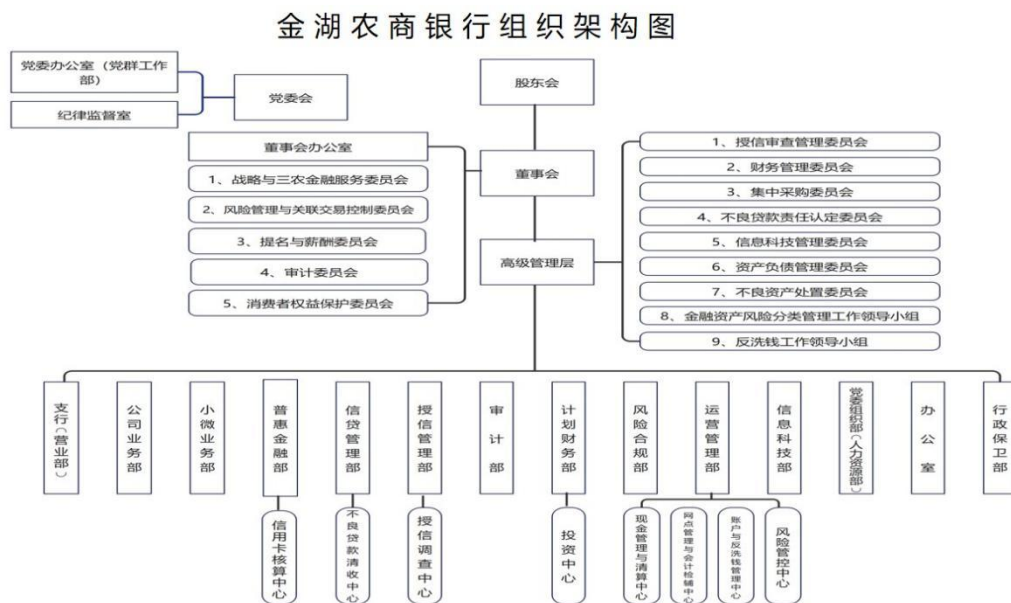 金湖农商银行组织架构图
党委办公室（党群工作
部）
纪律监督室
党委会
股东会
董事会办公室
1、战略与三农金融服务委员会
2、风险管理与关联交易控制委员会
3、提名与薪酬委员会
4、审计委员会
5、消费者权益保护委员会
董事会
高级管理层
1、授信审查管理委员会
2、财务管理委员会
3、集中采购委员会
4、不良贷款责任认定委员会
5、信息科技管理委员会
6、资产负债管理委员会
7、不良资产处置委员会
8、金融资产风险分类管理工作领导小组
9、反洗钱工作领导小组
支行（营业部）
公司业务部
小微业务部
普惠金融部
信贷管理部
授信管理部
审计部
计划财务部
风险合规部
运营管理部
信息科技部
党委组织部（人力资源部）
办公室
行政保卫部
信用卡核算中心
不良贷款清收中心
授信调查中心
投资中心
现金管理与清算中心
网点管理与会计检辅中心
账户与反洗钱管理中心
风险管控中心